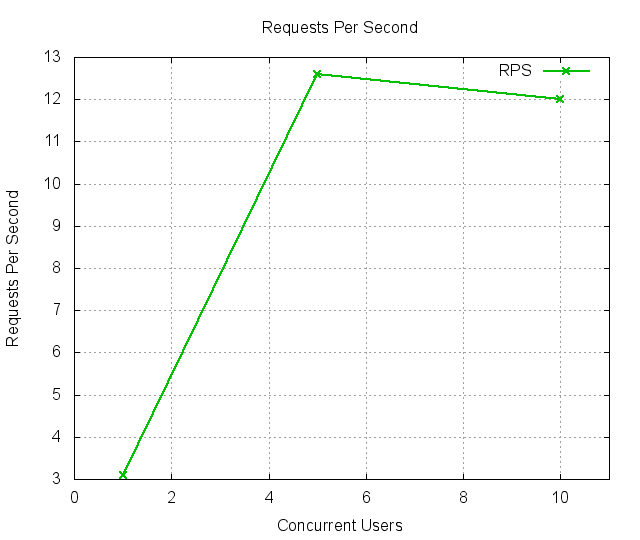 Requests Per Second
RPS
13
12
11
10
9
8
7
6
5
4
3
Requests Per Second
0 2 4 6 8 10
Concurrent Users